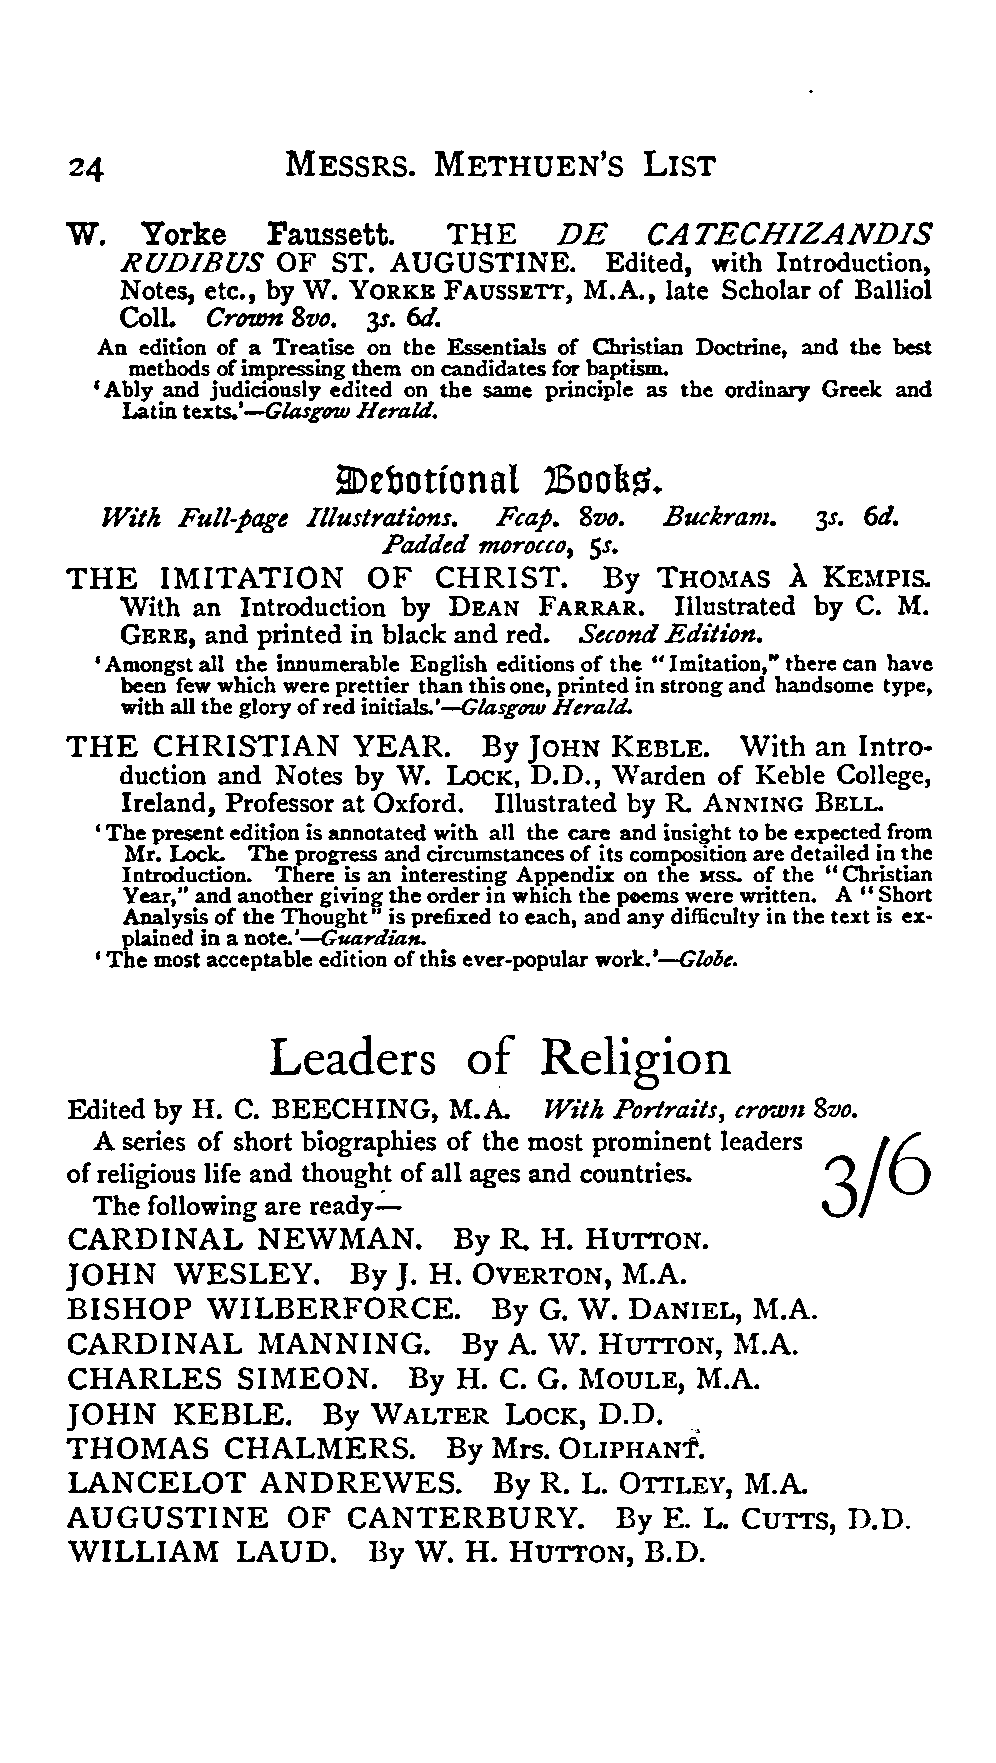 24 MESSRS. METHUEN'S LIST
W. Yorke Faussett. THE DE CATECHIZANDIS
RUDIBUS OF ST. AUGUSTINE. Edited, with Introduction,
Notes, etc., by W. YORKE FAUSSETT, M.A., late Scholar of Balliol
Coll. Crown 8vo. 3s. 6d.
An edition of a Treatise on the Essentials of Christian Doctrine, and the best
methods of impressing them on candidates for baptism.
'Ably and judiciously edited on the same principle as the ordinary Greek and
Latin texts.'—Glasgow Herald.
Devotional Books.
With Full-page Illustrations. Fcap. 8vo. Buckram. 3s. 6d.
Padded morocco, 5s.
THE IMITATION OF CHRIST. By THOMAS À KEMPIS.
With an Introduction by DEAN FARRAR. Illustrated by C. M.
GERE, and printed in black and red. Second Edition.
'Amongst all the innumerable English editions of the "Imitation," there can have
been few which were prettier than this one, printed in strong and handsome type,
with all the glory of red initials.'—Glasgow Herald.
THE CHRISTIAN YEAR. By JOHN KEBLE. With an Intro-
duction and Notes by W. LOCK, D.D., Warden of Keble College,
Ireland, Professor at Oxford. Illustrated by R. ANNING BELL.
'The present edition is annotated with all the care and insight to be expected from
Mr. Lock. The progress and circumstances of its composition are detailed in the
Introduction. There is an interesting Appendix on the MSS. of the "Christian
Year," and another giving the order in which the poems were written. A "Short
Analysis of the Thought" is prefixed to each, and any difficulty in the text is ex-
plained in a note.'—Guardian.
'The most acceptable edition of this ever-popular work.'—Globe.
Leaders of Religion
Edited by H. C. BEECHING, M.A. With Portraits, crown 8vo.
A series of short biographies of the most prominent leaders
of religious life and thought of all ages and countries.
3/6
The following are ready—
CARDINAL NEWMAN. By R. H. HUTTON.
JOHN WESLEY. By J. H. OVERTON, M.A.
BISHOP WILBERFORCE. By G. W. DANIEL, M.A.
CARDINAL MANNING. By A. W. HUTTON, M.A.
CHARLES SIMEON. By H. C. G. MOULE, M.A.
JOHN KEBLE. By WALTER LOCK, D.D.
THOMAS CHALMERS. By Mrs. OLIPHANT.
LANCELOT ANDREWES. By R. L. OTTLEY, M.A.
AUGUSTINE OF CANTERBURY. By E. L. CUTTS, D.D.
WILLIAM LAUD. By W. H. HUTTON, B.D.